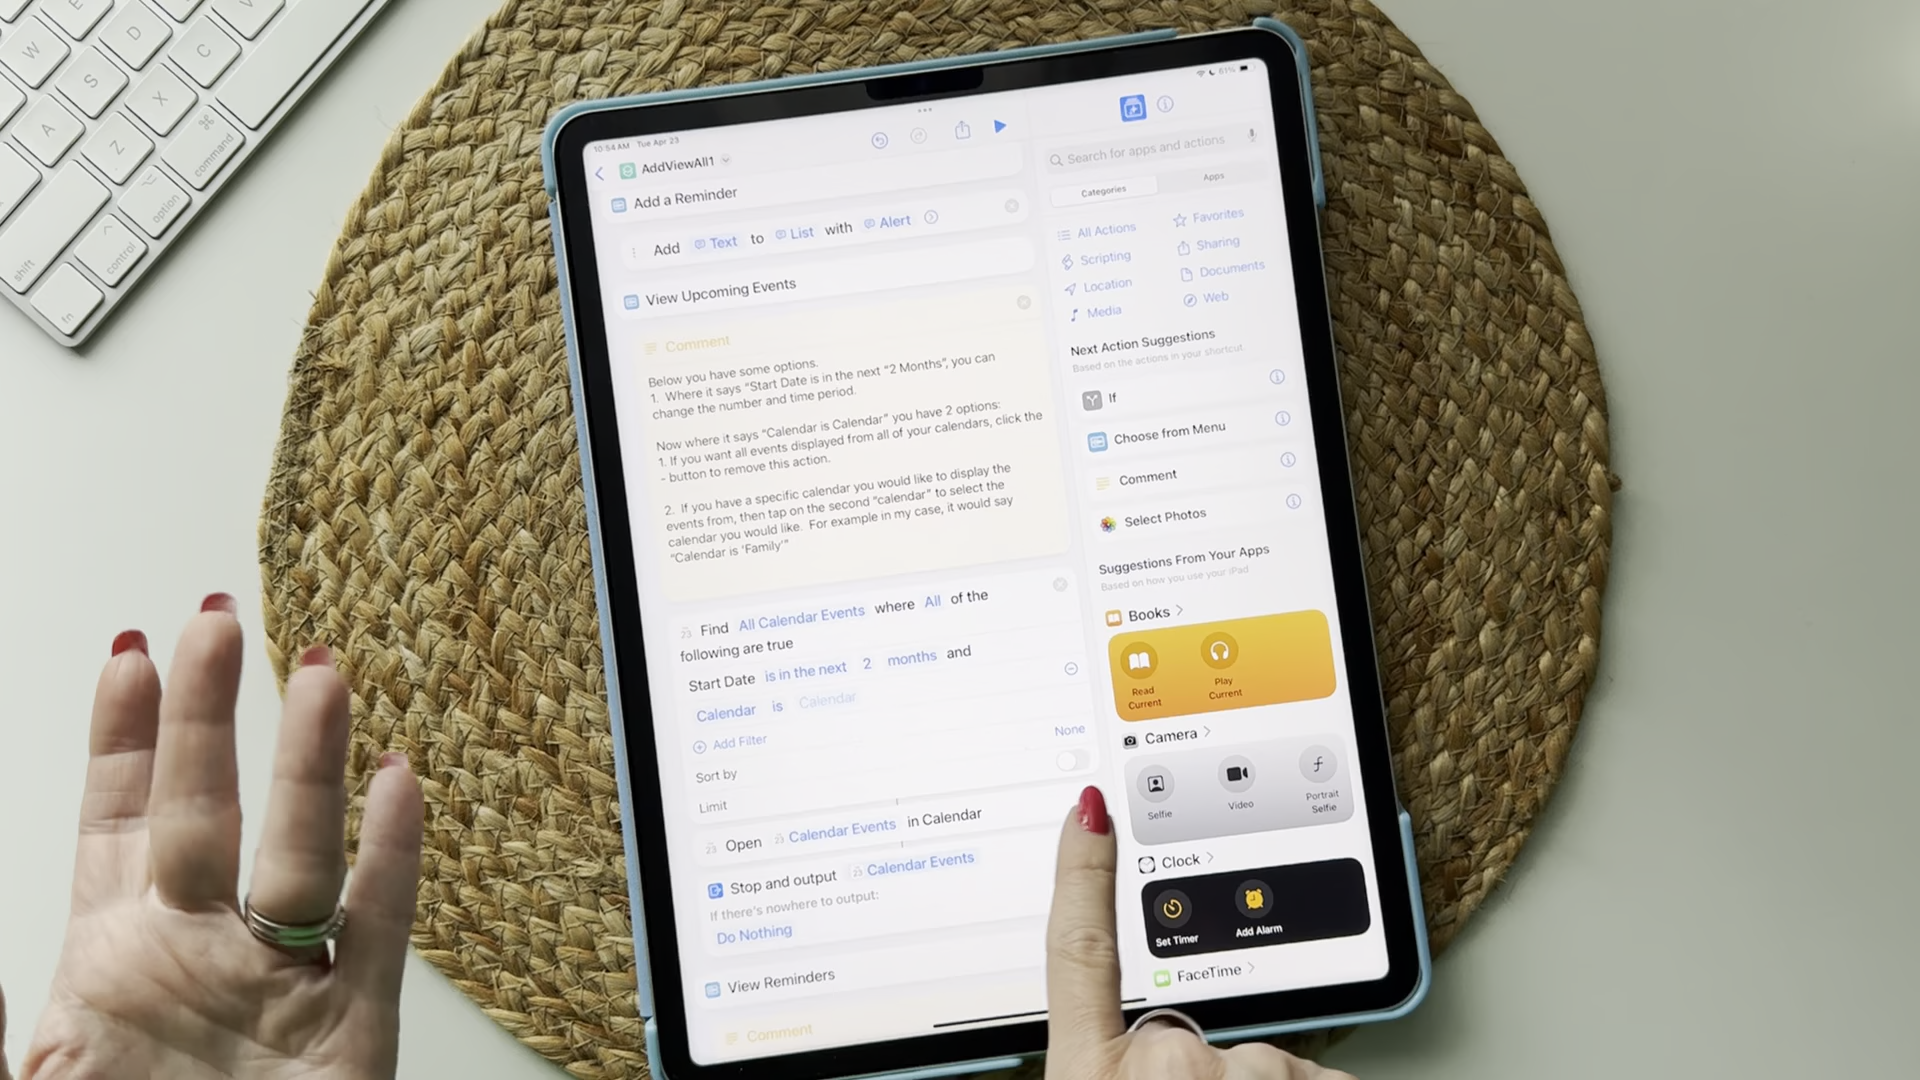 W
D
C
V
S
X
A
Z
⌘
command
⌥
option
^
control
shift
fn
10:54 AM Tue Apr 23
61%
AddViewAll1
Add a Reminder
Add Text to List with Alert
View Upcoming Events
Comment
Below you have some options.
1. Where it says "Start Date is in the next "2 Months", you can
change the number and time period.
Now where it says "Calendar is Calendar" you have 2 options:
1. If you want all events displayed from all of your calendars, click the
- button to remove this action.
2. If you have a specific calendar you would like to display the
events from, then tap on the second "calendar" to select the
calendar you would like. For example in my case, it would say
"Calendar is 'Family'"
Find All Calendar Events where All of the
following are true
Start Date is in the next 2 months and
Calendar is Calendar
Add Filter
Sort by None
Limit
Open Calendar Events in Calendar
Stop and output Calendar Events
If there's nowhere to output:
Do Nothing
View Reminders
Comment
Search for apps and actions
Categories Apps
All Actions Favorites
Scripting Sharing
Location Documents
Media Web
Next Action Suggestions
Based on the actions in your shortcut.
If
Choose from Menu
Comment
Select Photos
Suggestions From Your Apps
Based on how you use your iPad
Books >
Read
Current
Play
Current
Camera >
Selfie
Video
Portrait
Selfie
Clock >
Set Timer
Add Alarm
FaceTime >